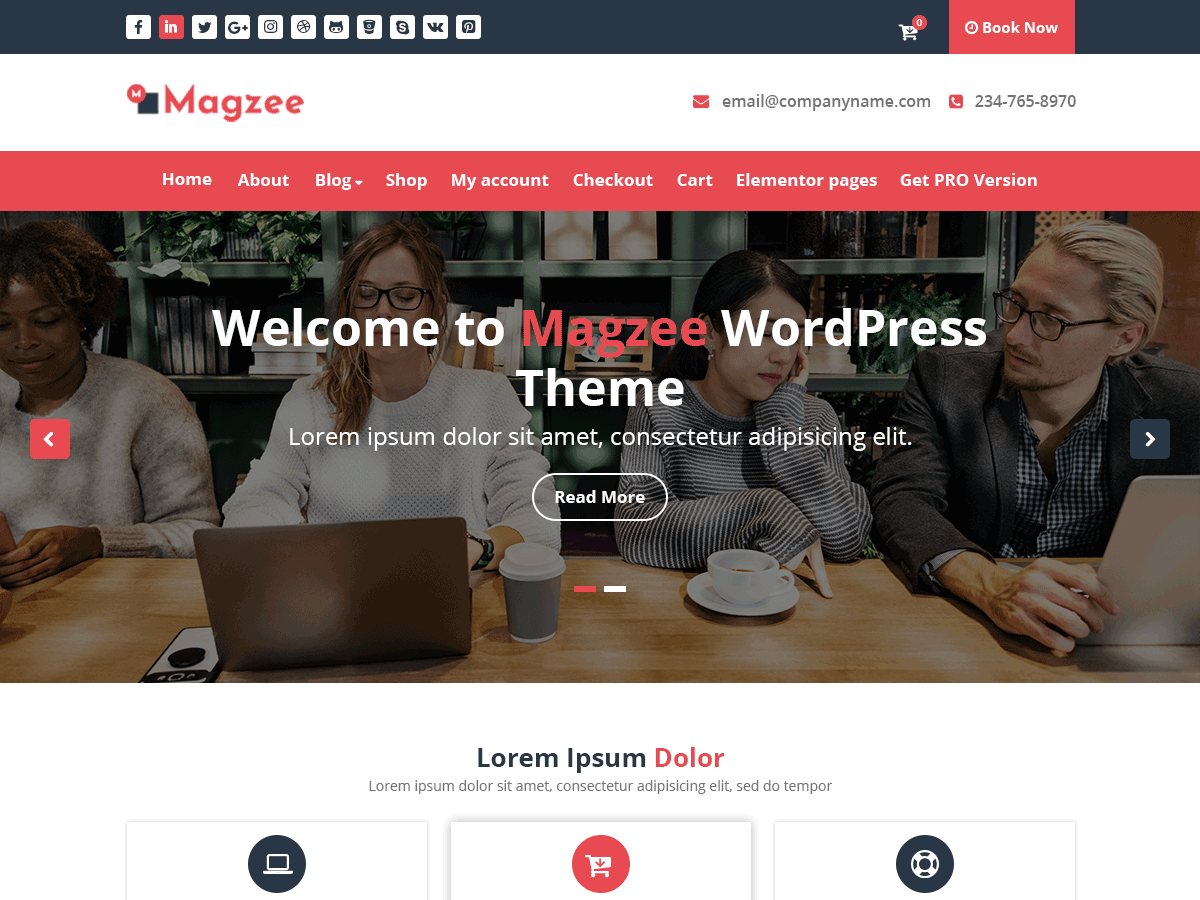 0
Book Now
M Magzee
email@companyname.com 234-765-8970
Home About Blog Shop My account Checkout Cart Elementor pages Get PRO Version
Welcome to Magzee WordPress
Theme
Lorem ipsum dolor sit amet, consectetur adipisicing elit.
Read More
Lorem Ipsum Dolor
Lorem ipsum dolor sit amet, consectetur adipisicing elit, sed do tempor